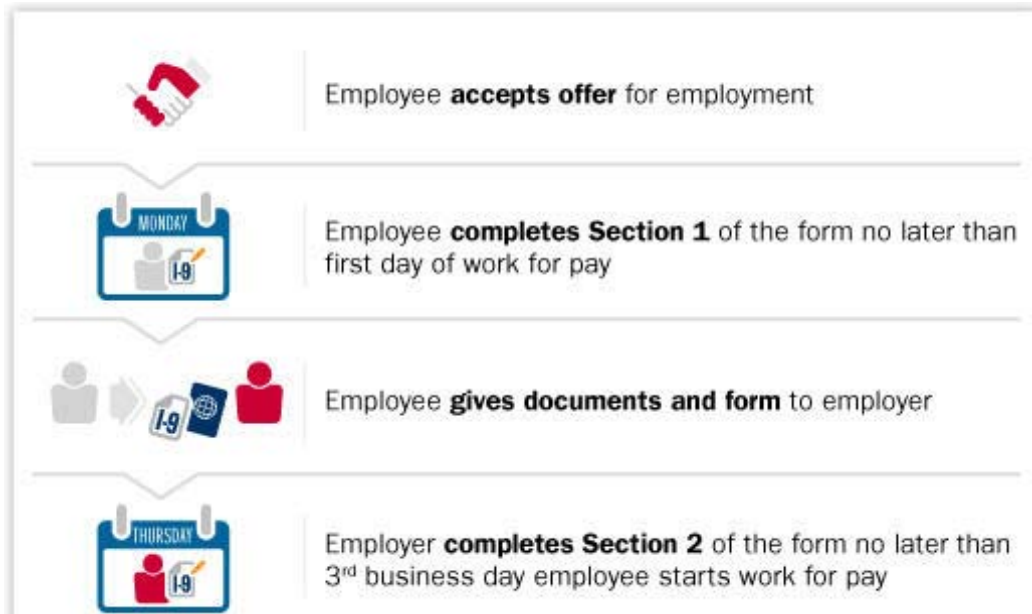 Employee accepts offer for employment
MONDAY
I-9
Employee completes Section 1 of the form no later than
first day of work for pay
I-9
Employee gives documents and form to employer
THURSDAY
I-9
Employer completes Section 2 of the form no later than
3rd business day employee starts work for pay